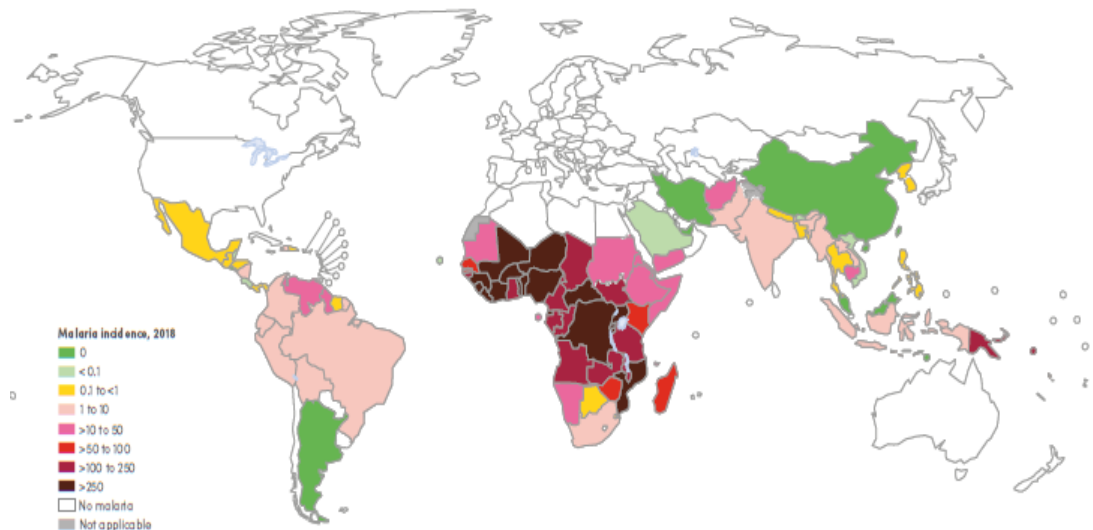 Malaria incidence, 2018
0
< 0.1
0.1 to <1
1 to 10
>10 to 50
>50 to 100
>100 to 250
>250
No malaria
Not applicable